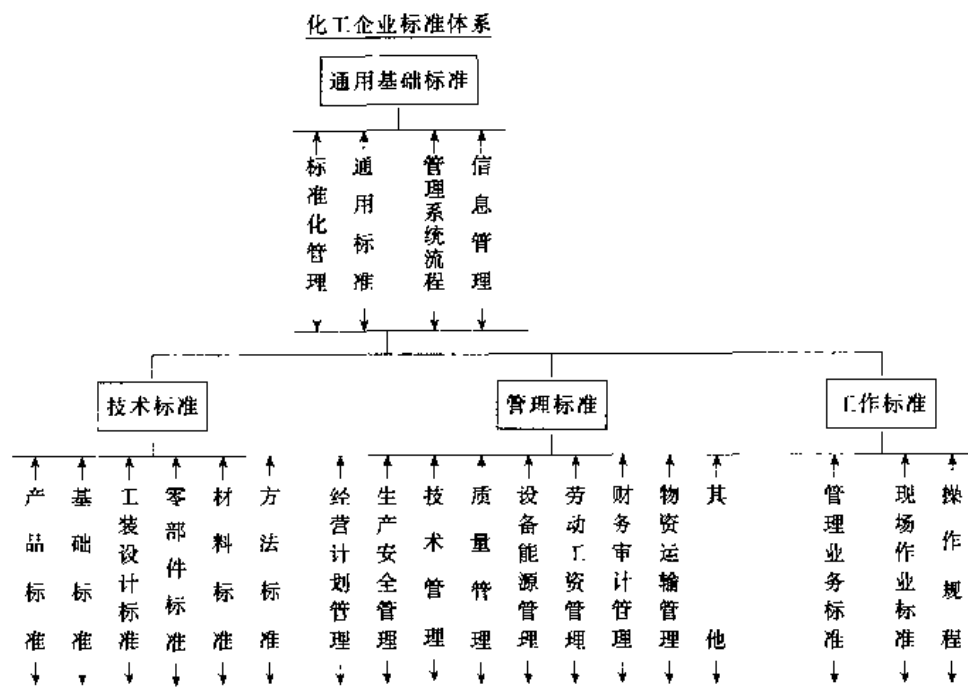 化工企业标准体系
通用基础标准
标准化管理
通用标准
管理系统流程
信息管理
技术标准
管理标准
工作标准
产品标准
基础标准
工装设计标准
零部件标准
材料标准
方法标准
经营计划管理
生产安全管理
技术管理
质量管理
设备能源管理
劳动工资管理
财务审计管理
物资运输管理
其他
管理业务标准
现场作业标准
操作规程